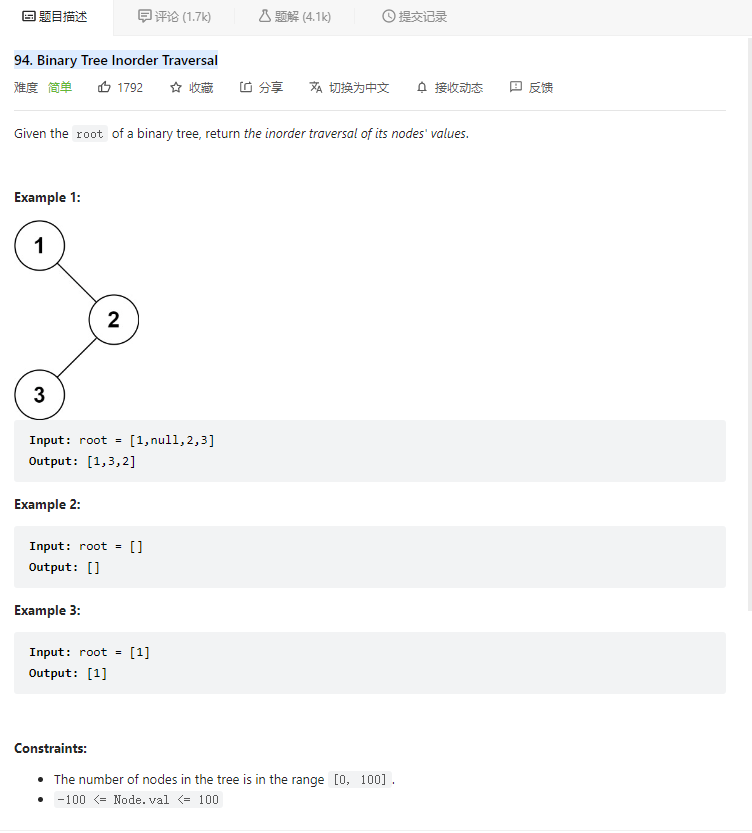 题目描述 评论 (1.7k) 题解 (4.1k) 提交记录
94. Binary Tree Inorder Traversal
难度 简单 1792 收藏 分享 切换为中文 接收动态 反馈
Given the root of a binary tree, return the inorder traversal of its nodes' values.
Example 1:
1
2
3
Input: root = [1,null,2,3]
Output: [1,3,2]
Example 2:
Input: root = []
Output: []
Example 3:
Input: root = [1]
Output: [1]
Constraints:
• The number of nodes in the tree is in the range [0, 100].
• -100 <= Node.val <= 100